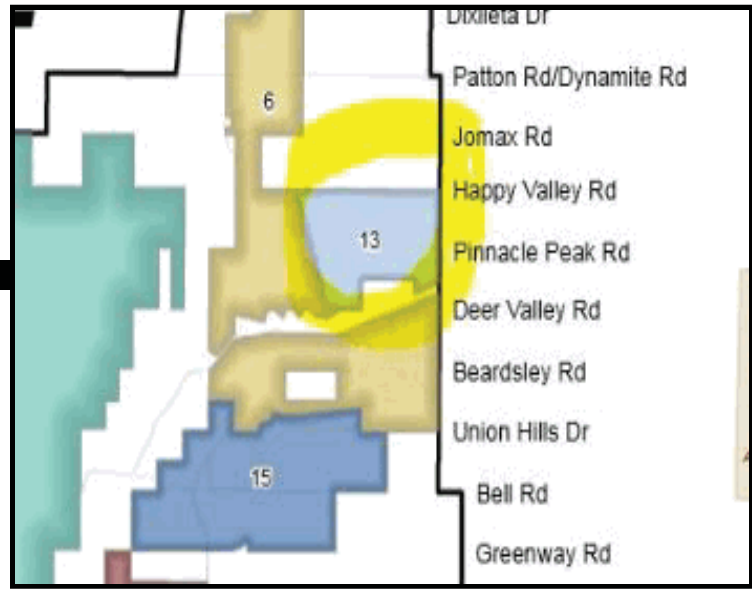 Dixileta Dr
Patton Rd/Dynamite Rd
6
Jomax Rd
Happy Valley Rd
13
Pinnacle Peak Rd
Deer Valley Rd
Beardsley Rd
Union Hills Dr
15
Bell Rd
Greenway Rd